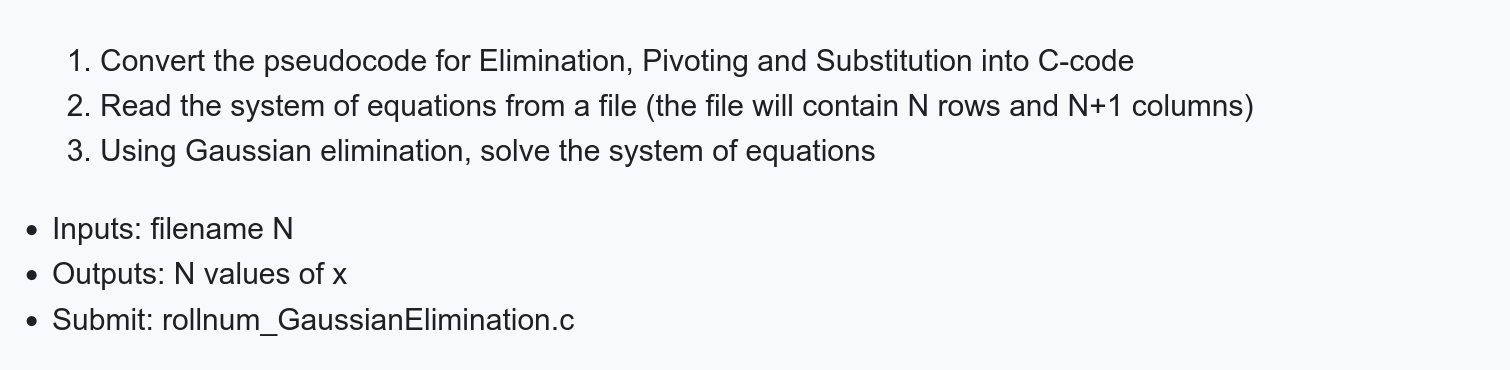 1. Convert the pseudocode for Elimination, Pivoting and Substitution into C-code
2. Read the system of equations from a file (the file will contain N rows and N+1 columns)
3. Using Gaussian elimination, solve the system of equations
• Inputs: filename N
• Outputs: N values of x
• Submit: rollnum_GaussianElimination.c